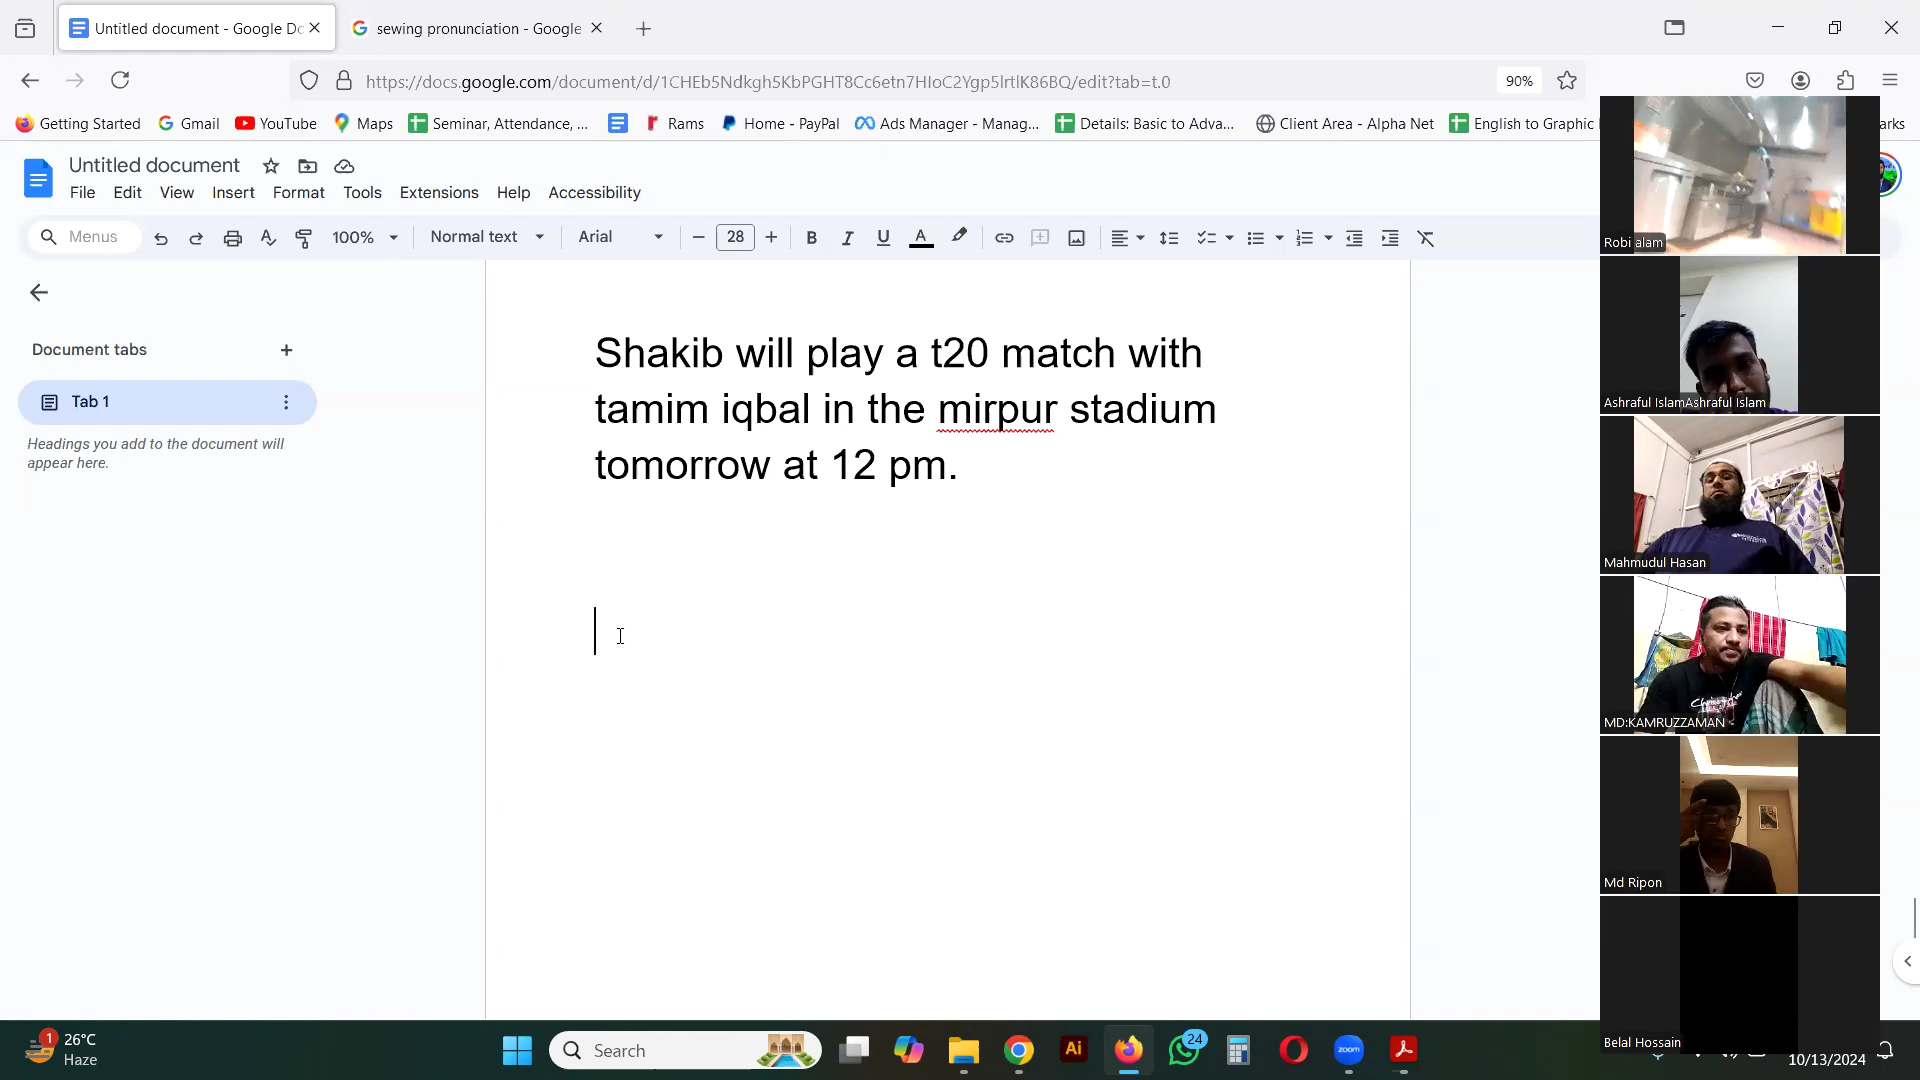 Untitled document - Google Dc
sewing pronunciation - Google
https://docs.google.com/document/d/1CHEb5Ndkgh5KbPGHT8Cc6etn7HIoC2Ygp5lrtlK86BQ/edit?tab=t.0
90%
Getting Started
Gmail
YouTube
Maps
Seminar, Attendance, ...
Rams
Home - PayPal
Ads Manager - Manag...
Details: Basic to Adva...
Client Area - Alpha Net
English to Graphic
arks
Untitled document
File Edit View Insert Format Tools Extensions Help Accessibility
Menus
100%
Normal text
Arial
28
Document tabs
Tab 1
Headings you add to the document will
appear here.
Shakib will play a t20 match with
tamim iqbal in the mirpur stadium
tomorrow at 12 pm.
Robi alam
Ashraful IslamAshraful Islam
Mahmudul Hasan
MD:KAMRUZZAMAN
Md Ripon
Belal Hossain
1
26°C
Haze
Search
Ai
24
zoom
10/13/2024